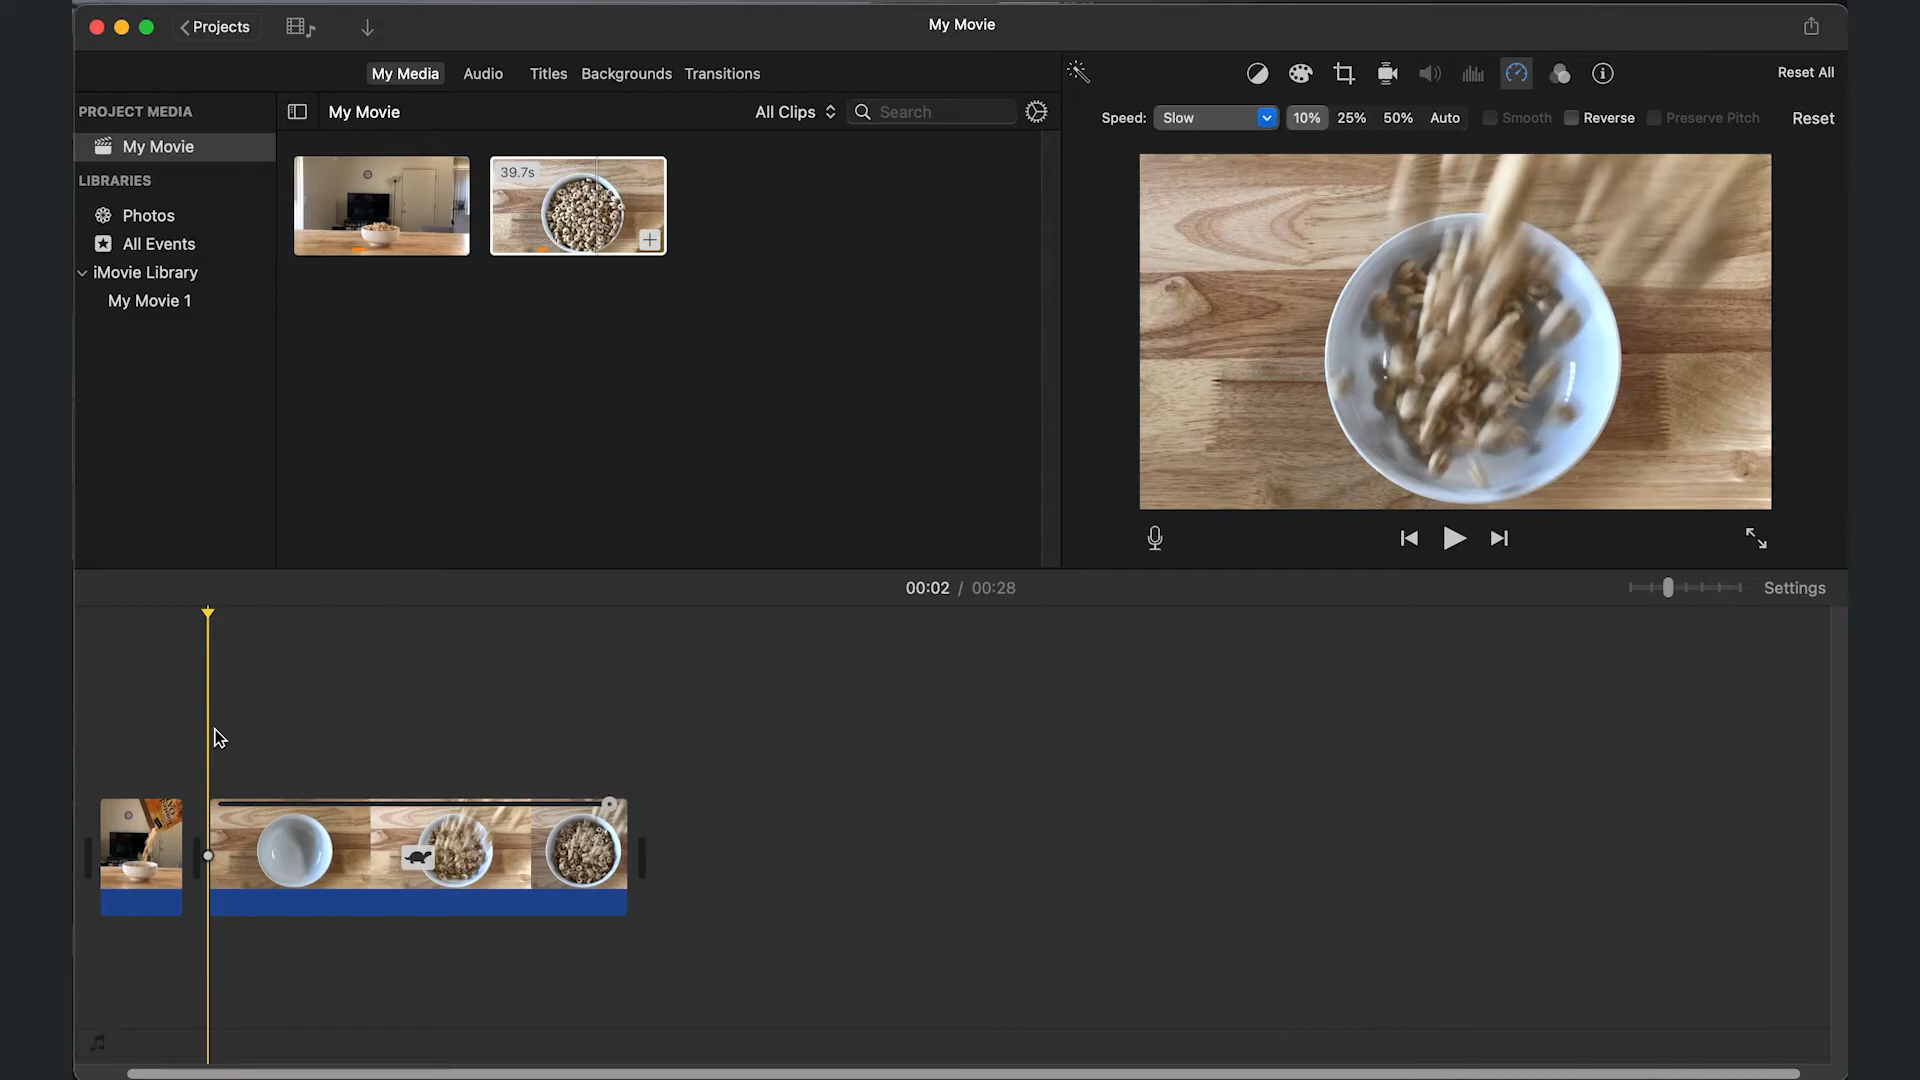 Projects
My Movie
My Media Audio Titles Backgrounds Transitions
Reset All
PROJECT MEDIA
My Movie
All Clips
Search
Speed: Slow 10% 25% 50% Auto Smooth Reverse Preserve Pitch Reset
My Movie
LIBRARIES
Photos
All Events
iMovie Library
My Movie 1
39.7s
00:02 / 00:28
Settings